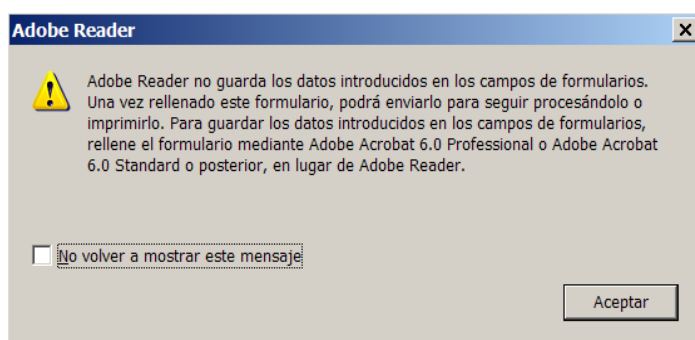 Adobe Reader
Adobe Reader no guarda los datos introducidos en los campos de formularios.
Una vez rellenado este formulario, podrá enviarlo para seguir procesándolo o
imprimirlo. Para guardar los datos introducidos en los campos de formularios,
rellene el formulario mediante Adobe Acrobat 6.0 Professional o Adobe Acrobat
6.0 Standard o posterior, en lugar de Adobe Reader.
No volver a mostrar este mensaje
Aceptar